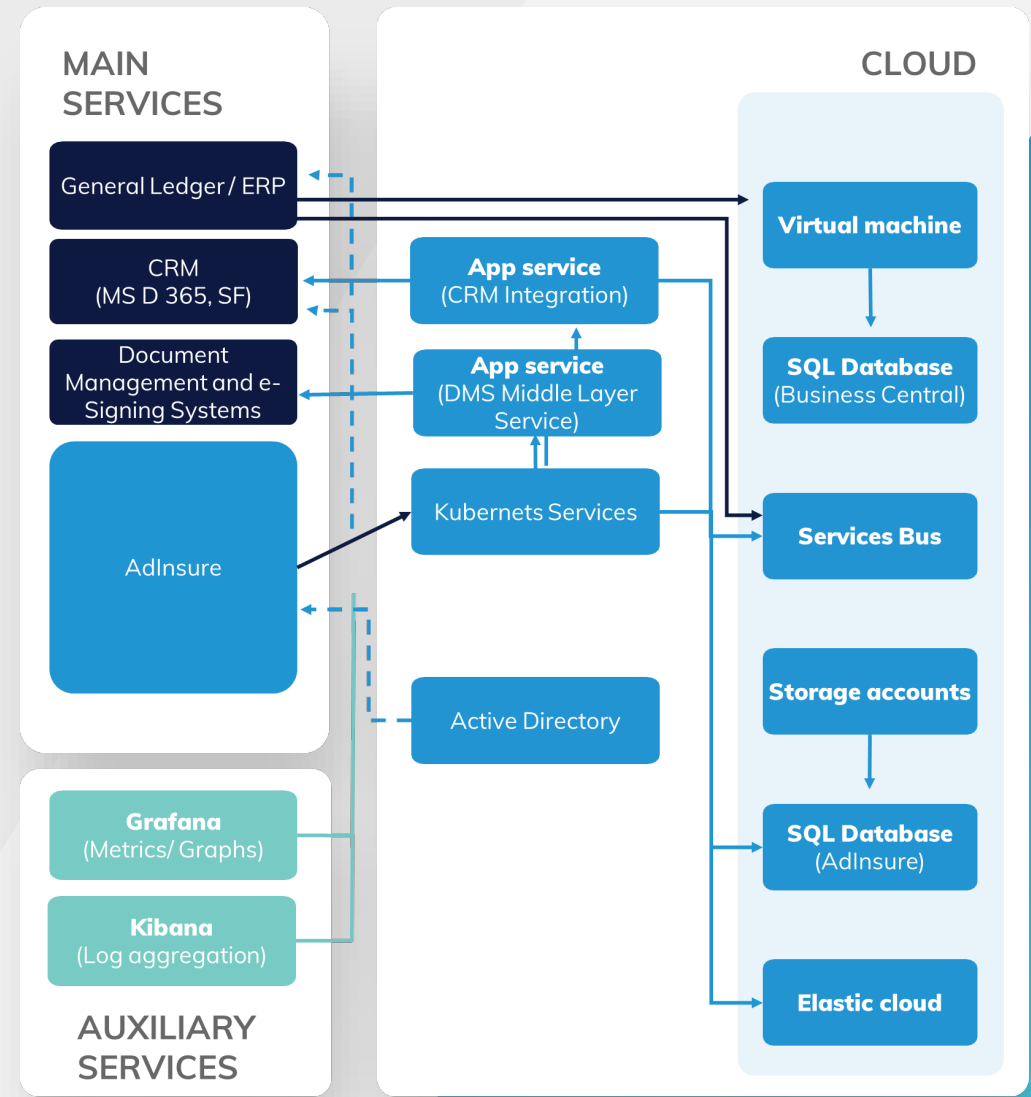 MAIN
SERVICES
General Ledger / ERP
CRM
(MS D 365, SF)
Document
Management and e-
Signing Systems
AdInsure
Grafana
(Metrics/ Graphs)
Kibana
(Log aggregation)
AUXILIARY
SERVICES
CLOUD
App service
(CRM Integration)
App service
(DMS Middle Layer
Service)
Kubernets Services
Active Directory
Virtual machine
SQL Database
(Business Central)
Services Bus
Storage accounts
SQL Database
(AdInsure)
Elastic cloud